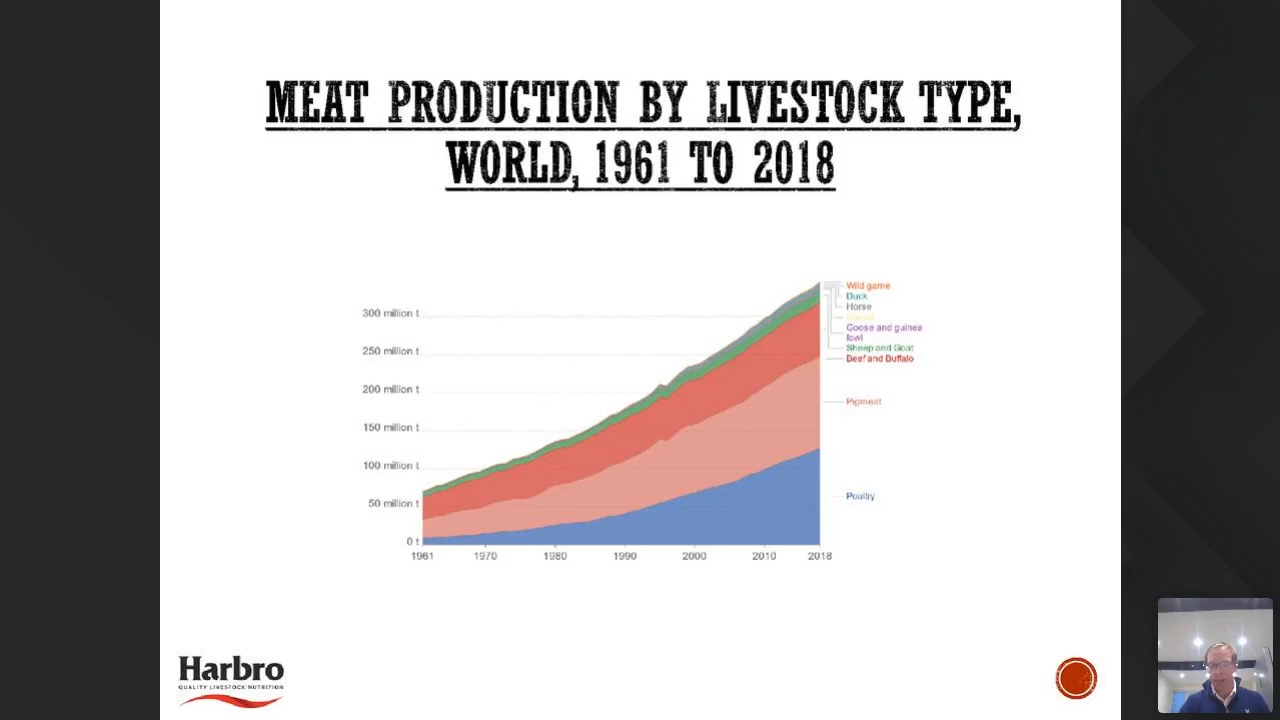 MEAT PRODUCTION BY LIVESTOCK TYPE,
WORLD, 1961 TO 2018
300 million t
250 million t
200 million t
150 million t
100 million t
50 million t
0 t
1961 1970 1980 1990 2000 2010 2018
Wild game
Duck
Horse
Goose and guinea
fowl
Sheep and Goat
Beef and Buffalo
Pigmeat
Poultry
Harbro
QUALITY LIVESTOCK NUTRITION